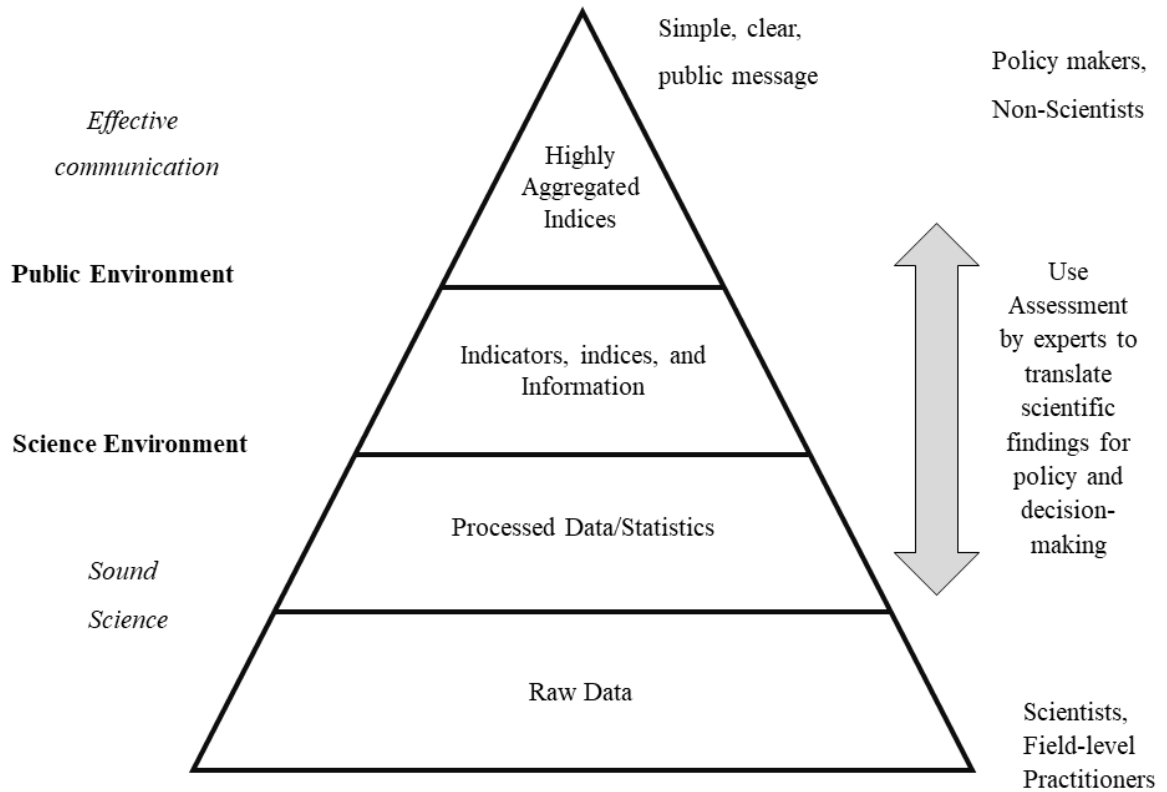 Simple, clear,
public message
Policy makers,
Non-Scientists
Effective
communication
Highly
Aggregated
Indices
Public Environment
Use
Assessment
by experts to
translate
scientific
findings for
policy and
decision-
making
Indicators, indices, and
Information
Science Environment
Processed Data/Statistics
Sound
Science
Raw Data
Scientists,
Field-level
Practitioners